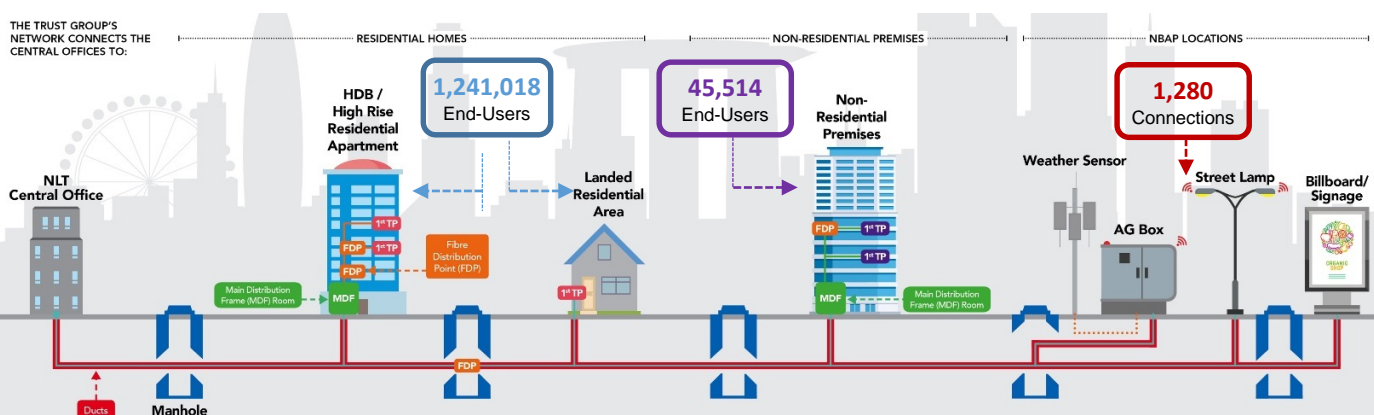 THE TRUST GROUP'S
NETWORK CONNECTS THE
CENTRAL OFFICES TO:
RESIDENTIAL HOMES
NON-RESIDENTIAL PREMISES
NBAP LOCATIONS
1,241,018
End-Users
45,514
End-Users
1,280
Connections
NLT
Central Office
HDB /
High Rise
Residential
Apartment
Landed
Residential
Area
Non-
Residential
Premises
Weather Sensor
AG Box
Street Lamp
Billboard/
Signage
1st TP
FDP
1st TP
FDP
Fibre
Distribution
Point (FDP)
Main Distribution
Frame (MDF) Room
MDF
1st TP
FDP
1st TP
1st TP
MDF
Main Distribution
Frame (MDF) Room
ORGANIC
SHOP
FDP
Ducts
Manhole